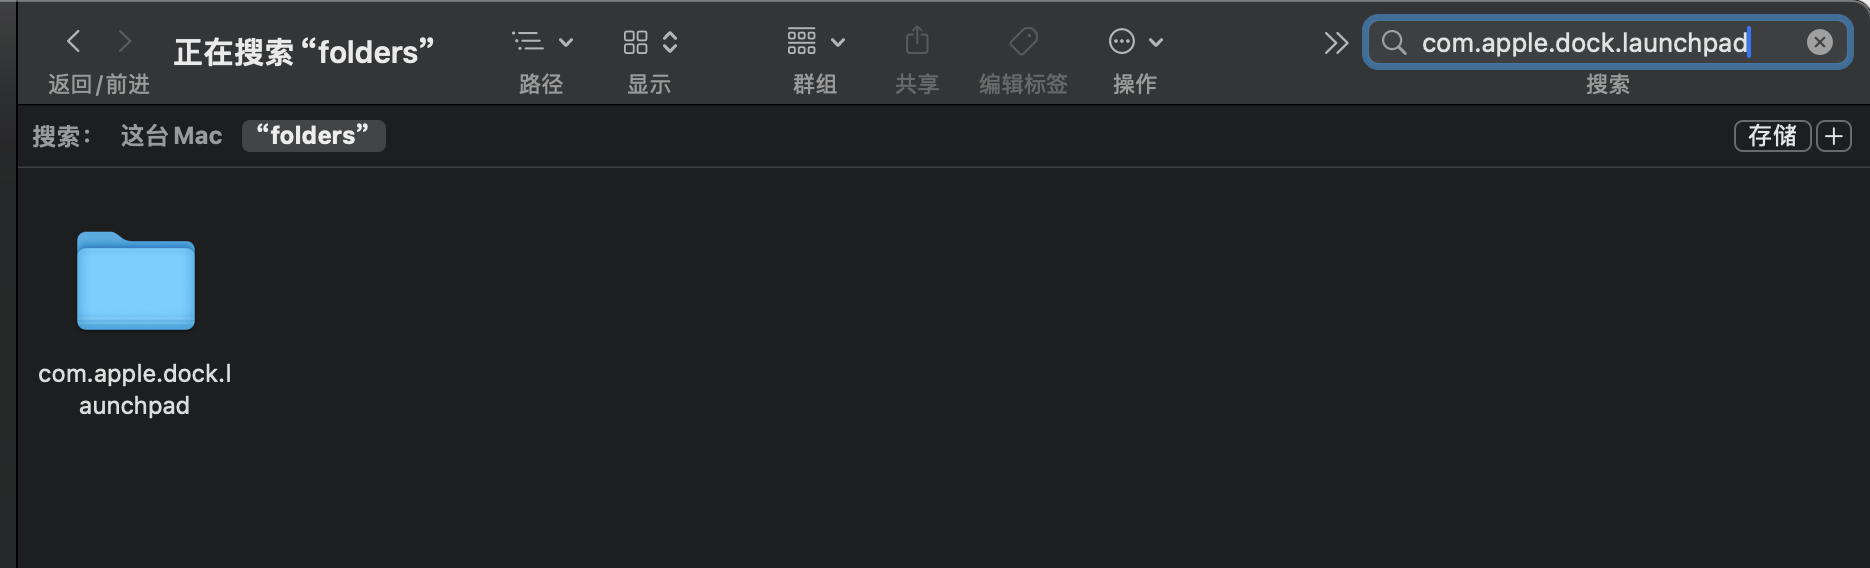 正在搜索“folders”
com.apple.dock.launchpad
返回/前进
路径
显示
群组
共享
编辑标签
操作
搜索
搜索：
这台 Mac
“folders”
存储
com.apple.dock.l
aunchpad